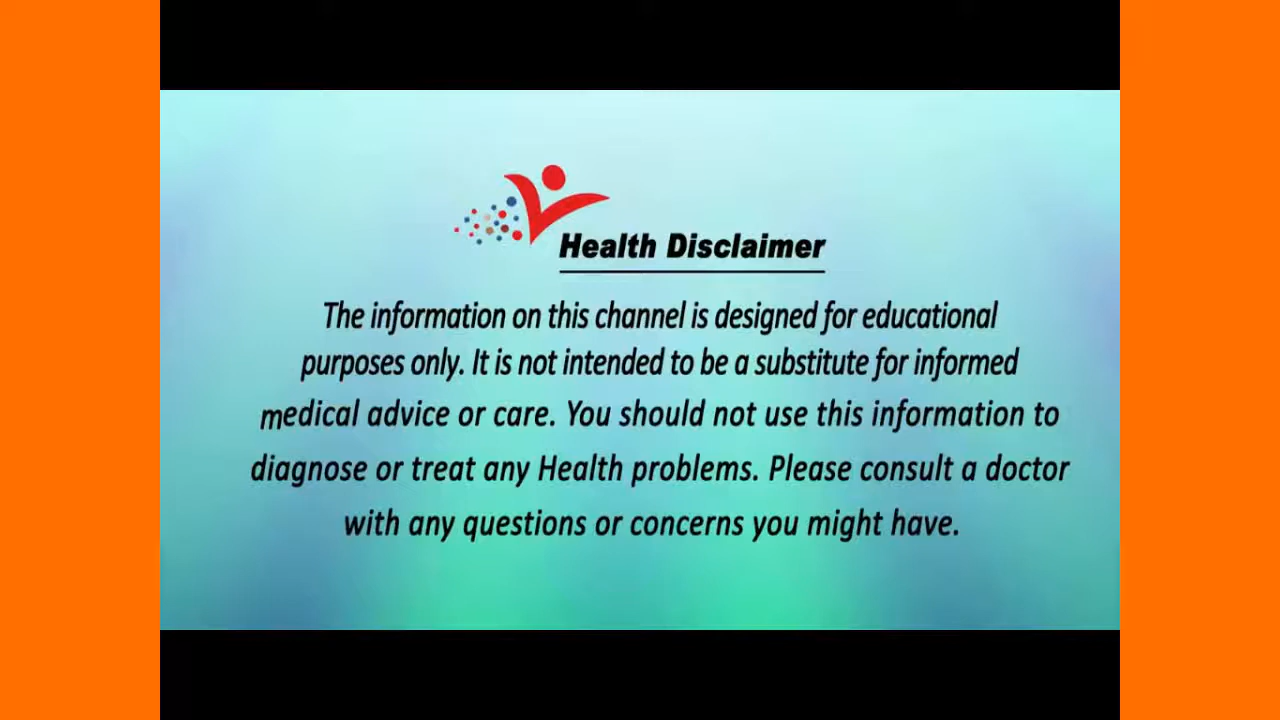 Health Disclaimer
The information on this channel is designed for educational
purposes only. It is not intended to be a substitute for informed
medical advice or care. You should not use this information to
diagnose or treat any Health problems. Please consult a doctor
with any questions or concerns you might have.